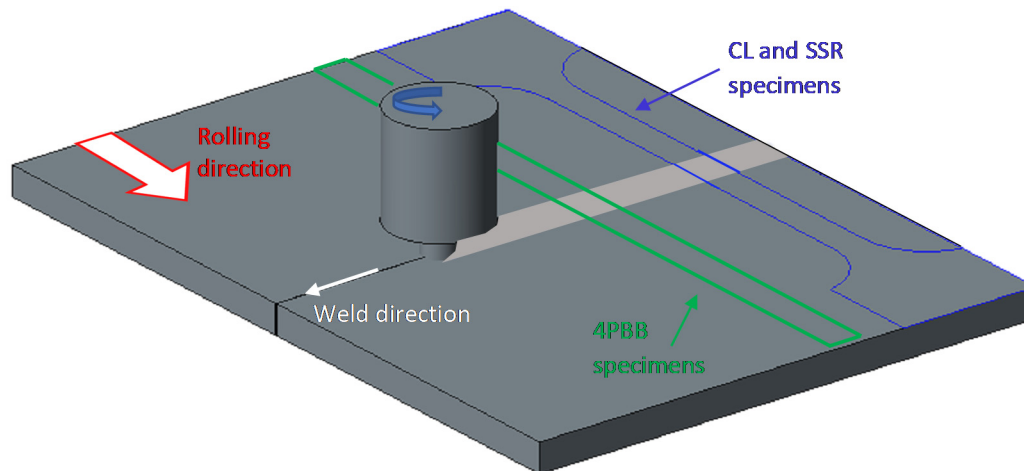 CL and SSR
specimens
Rolling
direction
Weld direction
4PBB
specimens